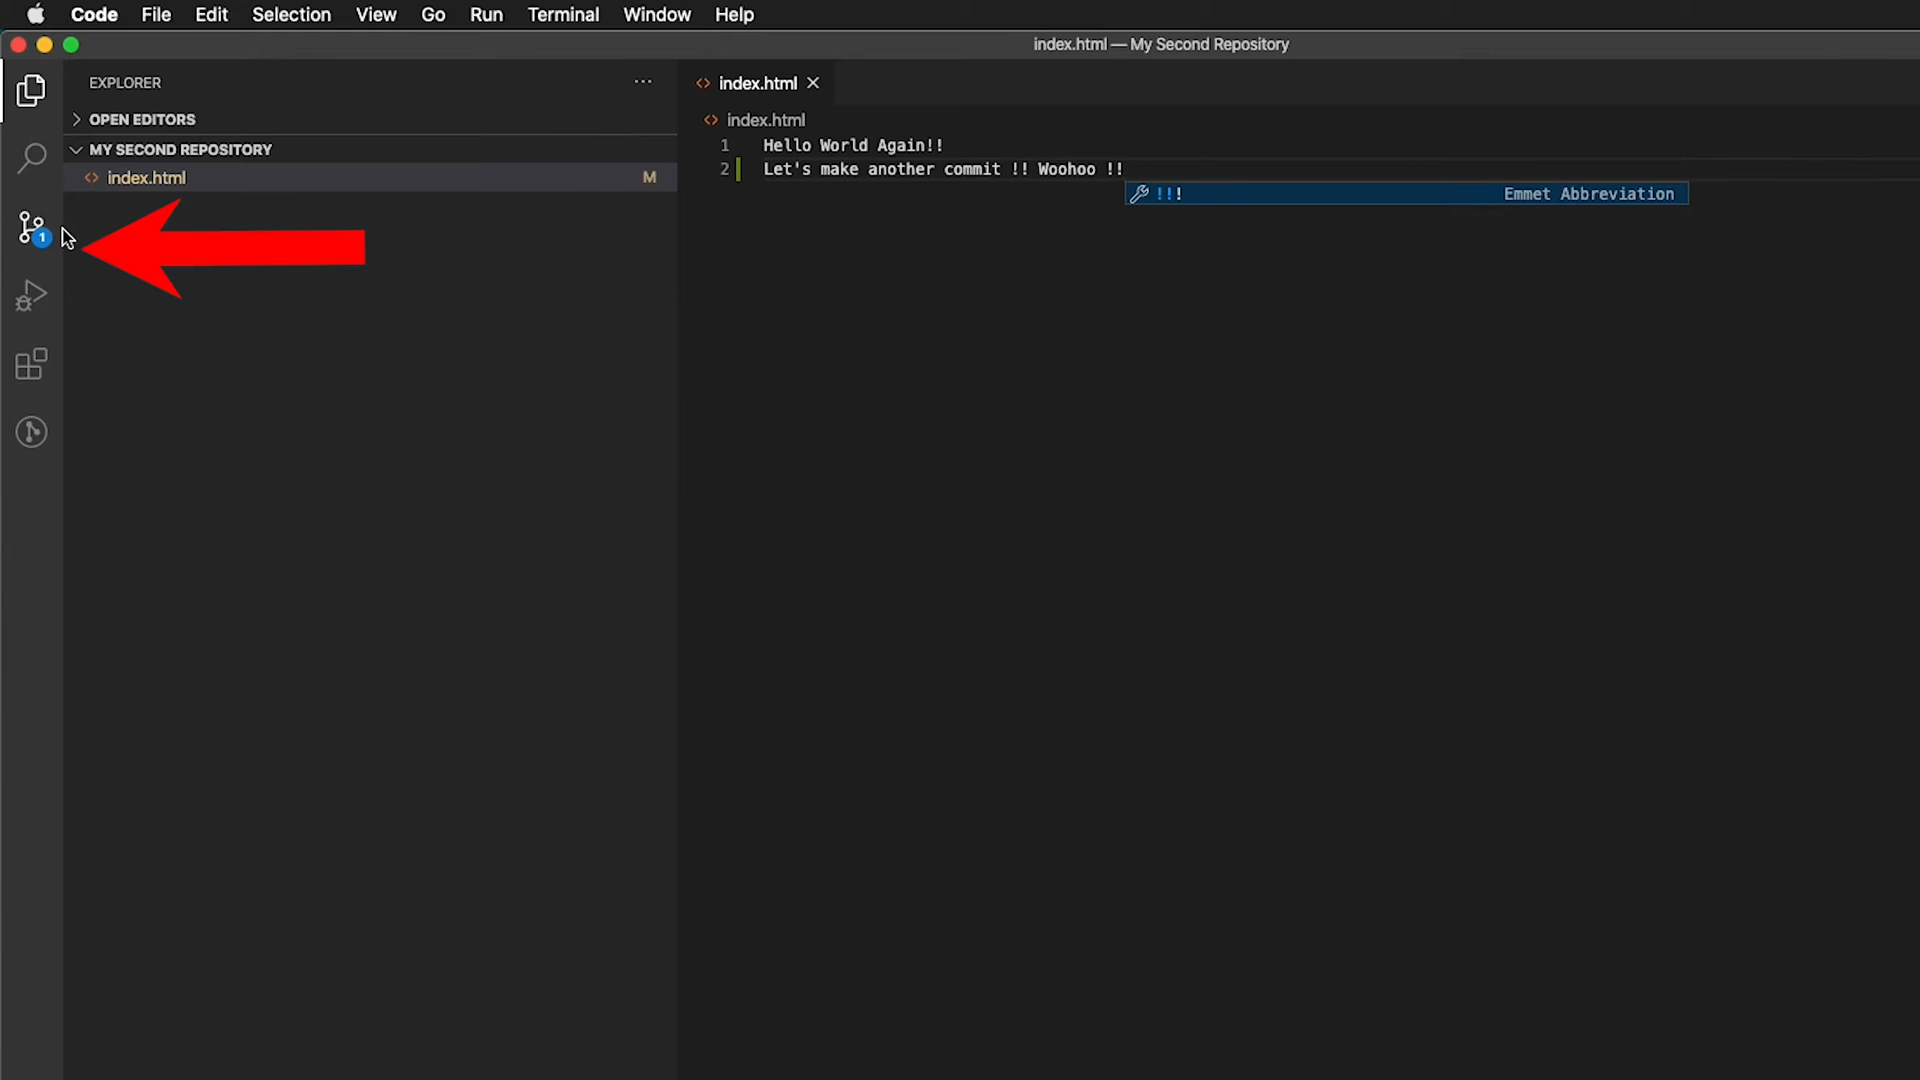 Code File Edit Selection View Go Run Terminal Window Help
index.html — My Second Repository
EXPLORER ···
OPEN EDITORS
MY SECOND REPOSITORY
index.html M
1
index.html
index.html
1 Hello World Again!!
2 Let's make another commit !! Woohoo !!
!!! Emmet Abbreviation